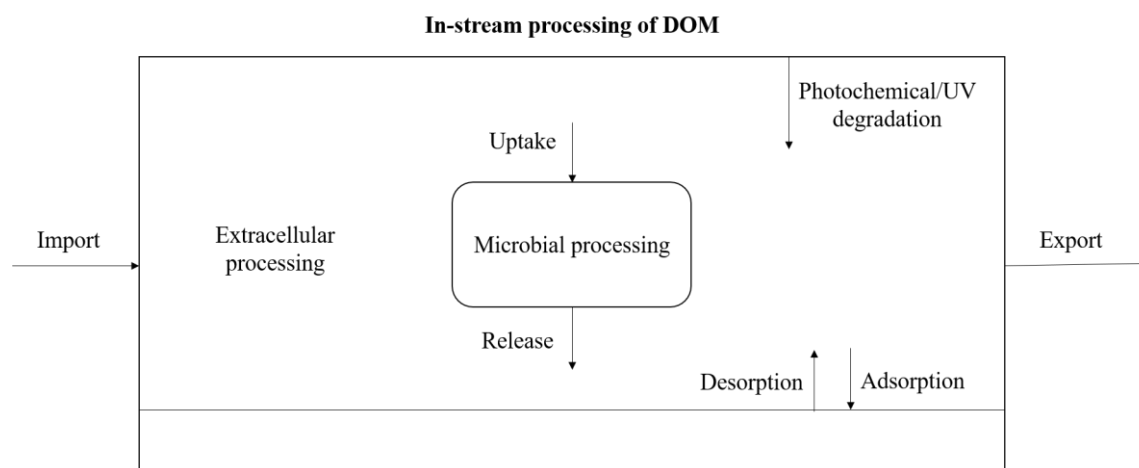 In-stream processing of DOM
Photochemical/UV
degradation
Uptake
Import
Extracellular
processing
Microbial processing
Export
Release
Desorption
Adsorption